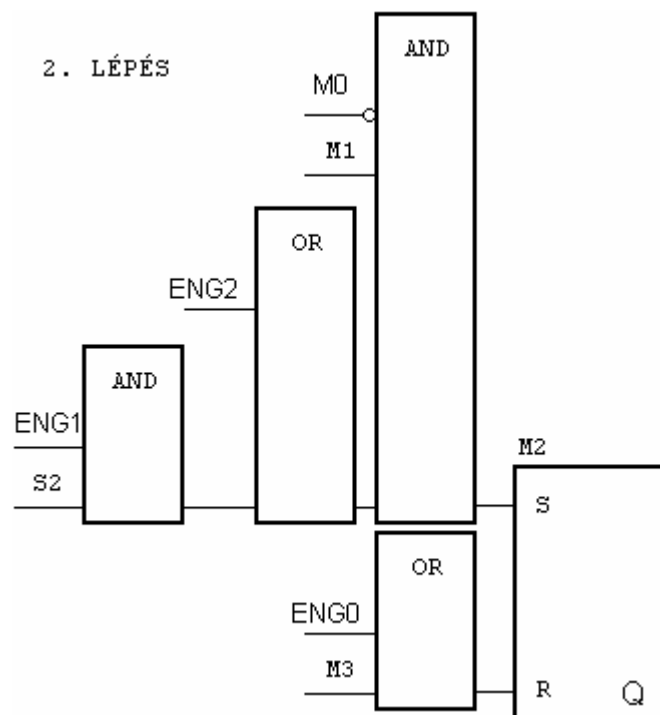 AND
2. LÉPÉS
M0
M1
OR
ENG2
AND
ENG1
S2
M2
S
OR
ENG0
M3
R Q